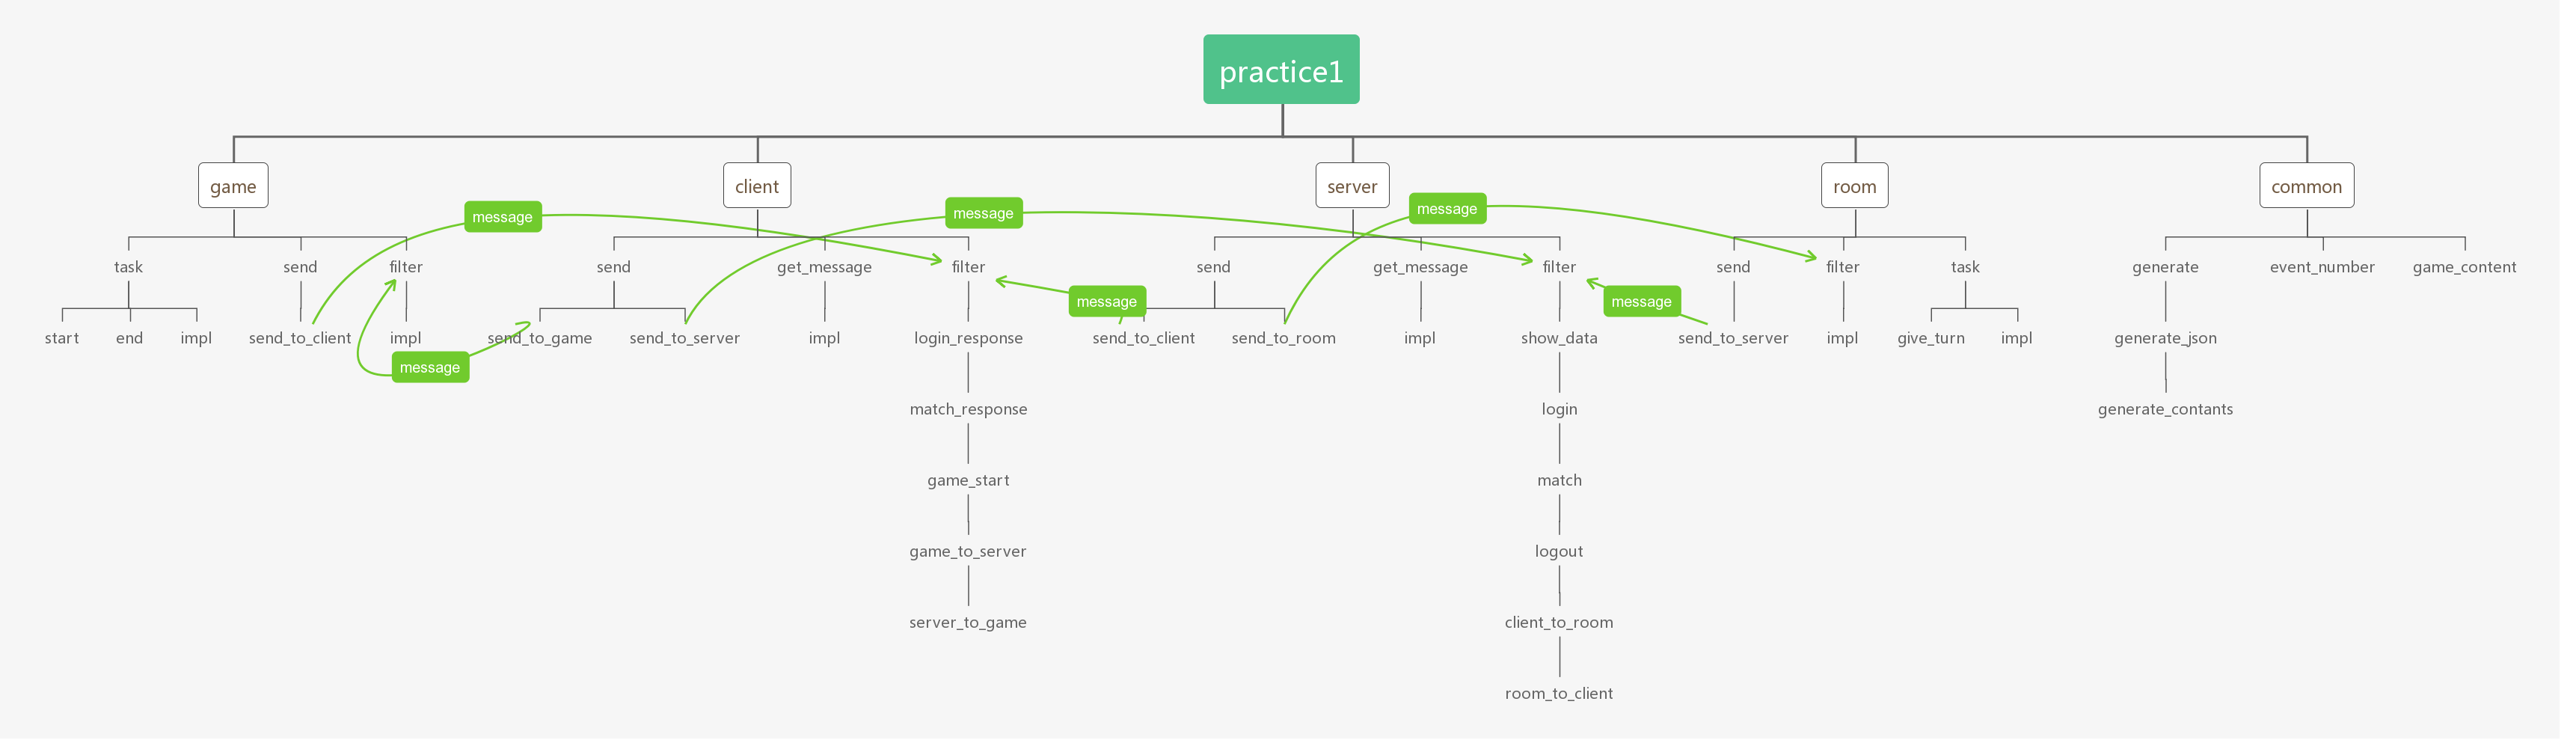 practice1
game
client
server
room
common
message
message
message
task
send
filter
send
get_message
filter
send
get_message
filter
send
filter
task
generate
event_number
game_content
message
message
start
end
impl
send_to_client
impl
send_to_game
send_to_server
impl
login_response
send_to_client
send_to_room
impl
show_data
send_to_server
impl
give_turn
impl
generate_json
message
match_response
login
generate_contants
game_start
match
game_to_server
logout
server_to_game
client_to_room
room_to_client